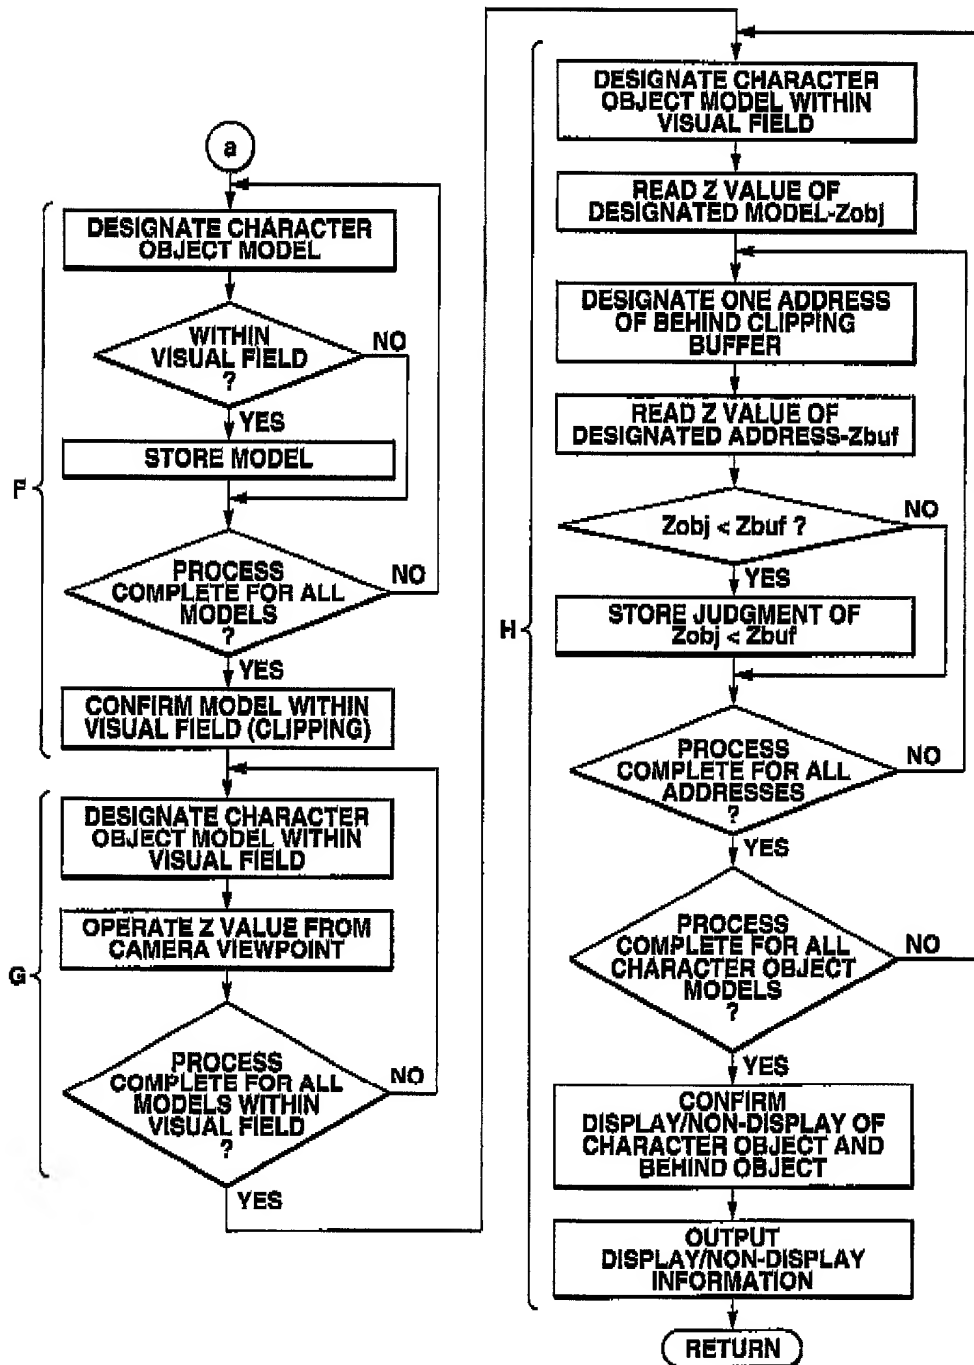 a
DESIGNATE CHARACTER
OBJECT MODEL
WITHIN
VISUAL FIELD
?
NO
YES
STORE MODEL
F
PROCESS
COMPLETE FOR ALL
MODELS
?
NO
YES
CONFIRM MODEL WITHIN
VISUAL FIELD (CLIPPING)
DESIGNATE CHARACTER
OBJECT MODEL WITHIN
VISUAL FIELD
OPERATE Z VALUE FROM
CAMERA VIEWPOINT
G
PROCESS
COMPLETE FOR ALL
MODELS WITHIN
VISUAL FIELD
?
NO
YES
DESIGNATE CHARACTER
OBJECT MODEL WITHIN
VISUAL FIELD
READ Z VALUE OF
DESIGNATED MODEL-Zobj
DESIGNATE ONE ADDRESS
OF BEHIND CLIPPING
BUFFER
READ Z VALUE OF
DESIGNATED ADDRESS-Zbuf
Zobj < Zbuf ?
NO
YES
H
STORE JUDGMENT OF
Zobj < Zbuf
PROCESS
COMPLETE FOR ALL
ADDRESSES
?
NO
YES
PROCESS
COMPLETE FOR ALL
CHARACTER OBJECT
MODELS
?
NO
YES
CONFIRM
DISPLAY/NON-DISPLAY OF
CHARACTER OBJECT AND
BEHIND OBJECT
OUTPUT
DISPLAY/NON-DISPLAY
INFORMATION
RETURN